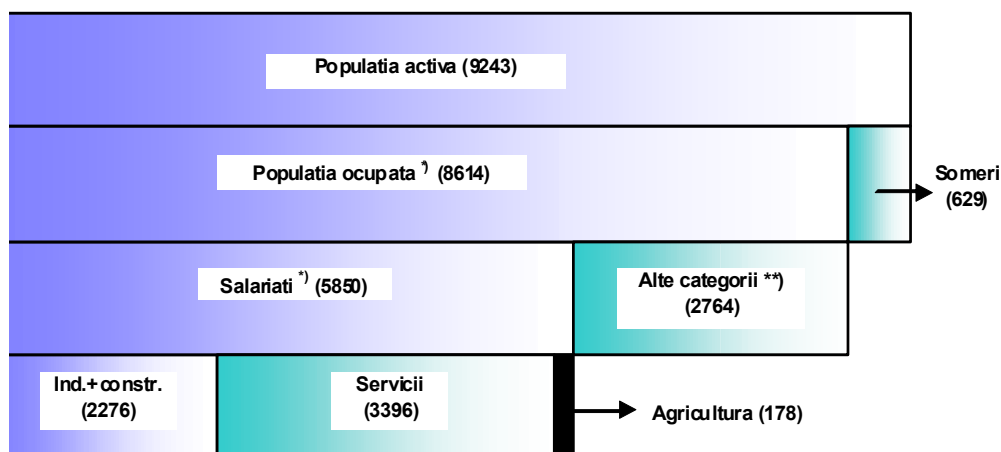 Populatia activa (9243)
Populatia ocupata *) (8614)
Someri
(629)
Salariati *) (5850)
Alte categorii **)
(2764)
Ind.+constr.
(2276)
Servicii
(3396)
Agricultura (178)